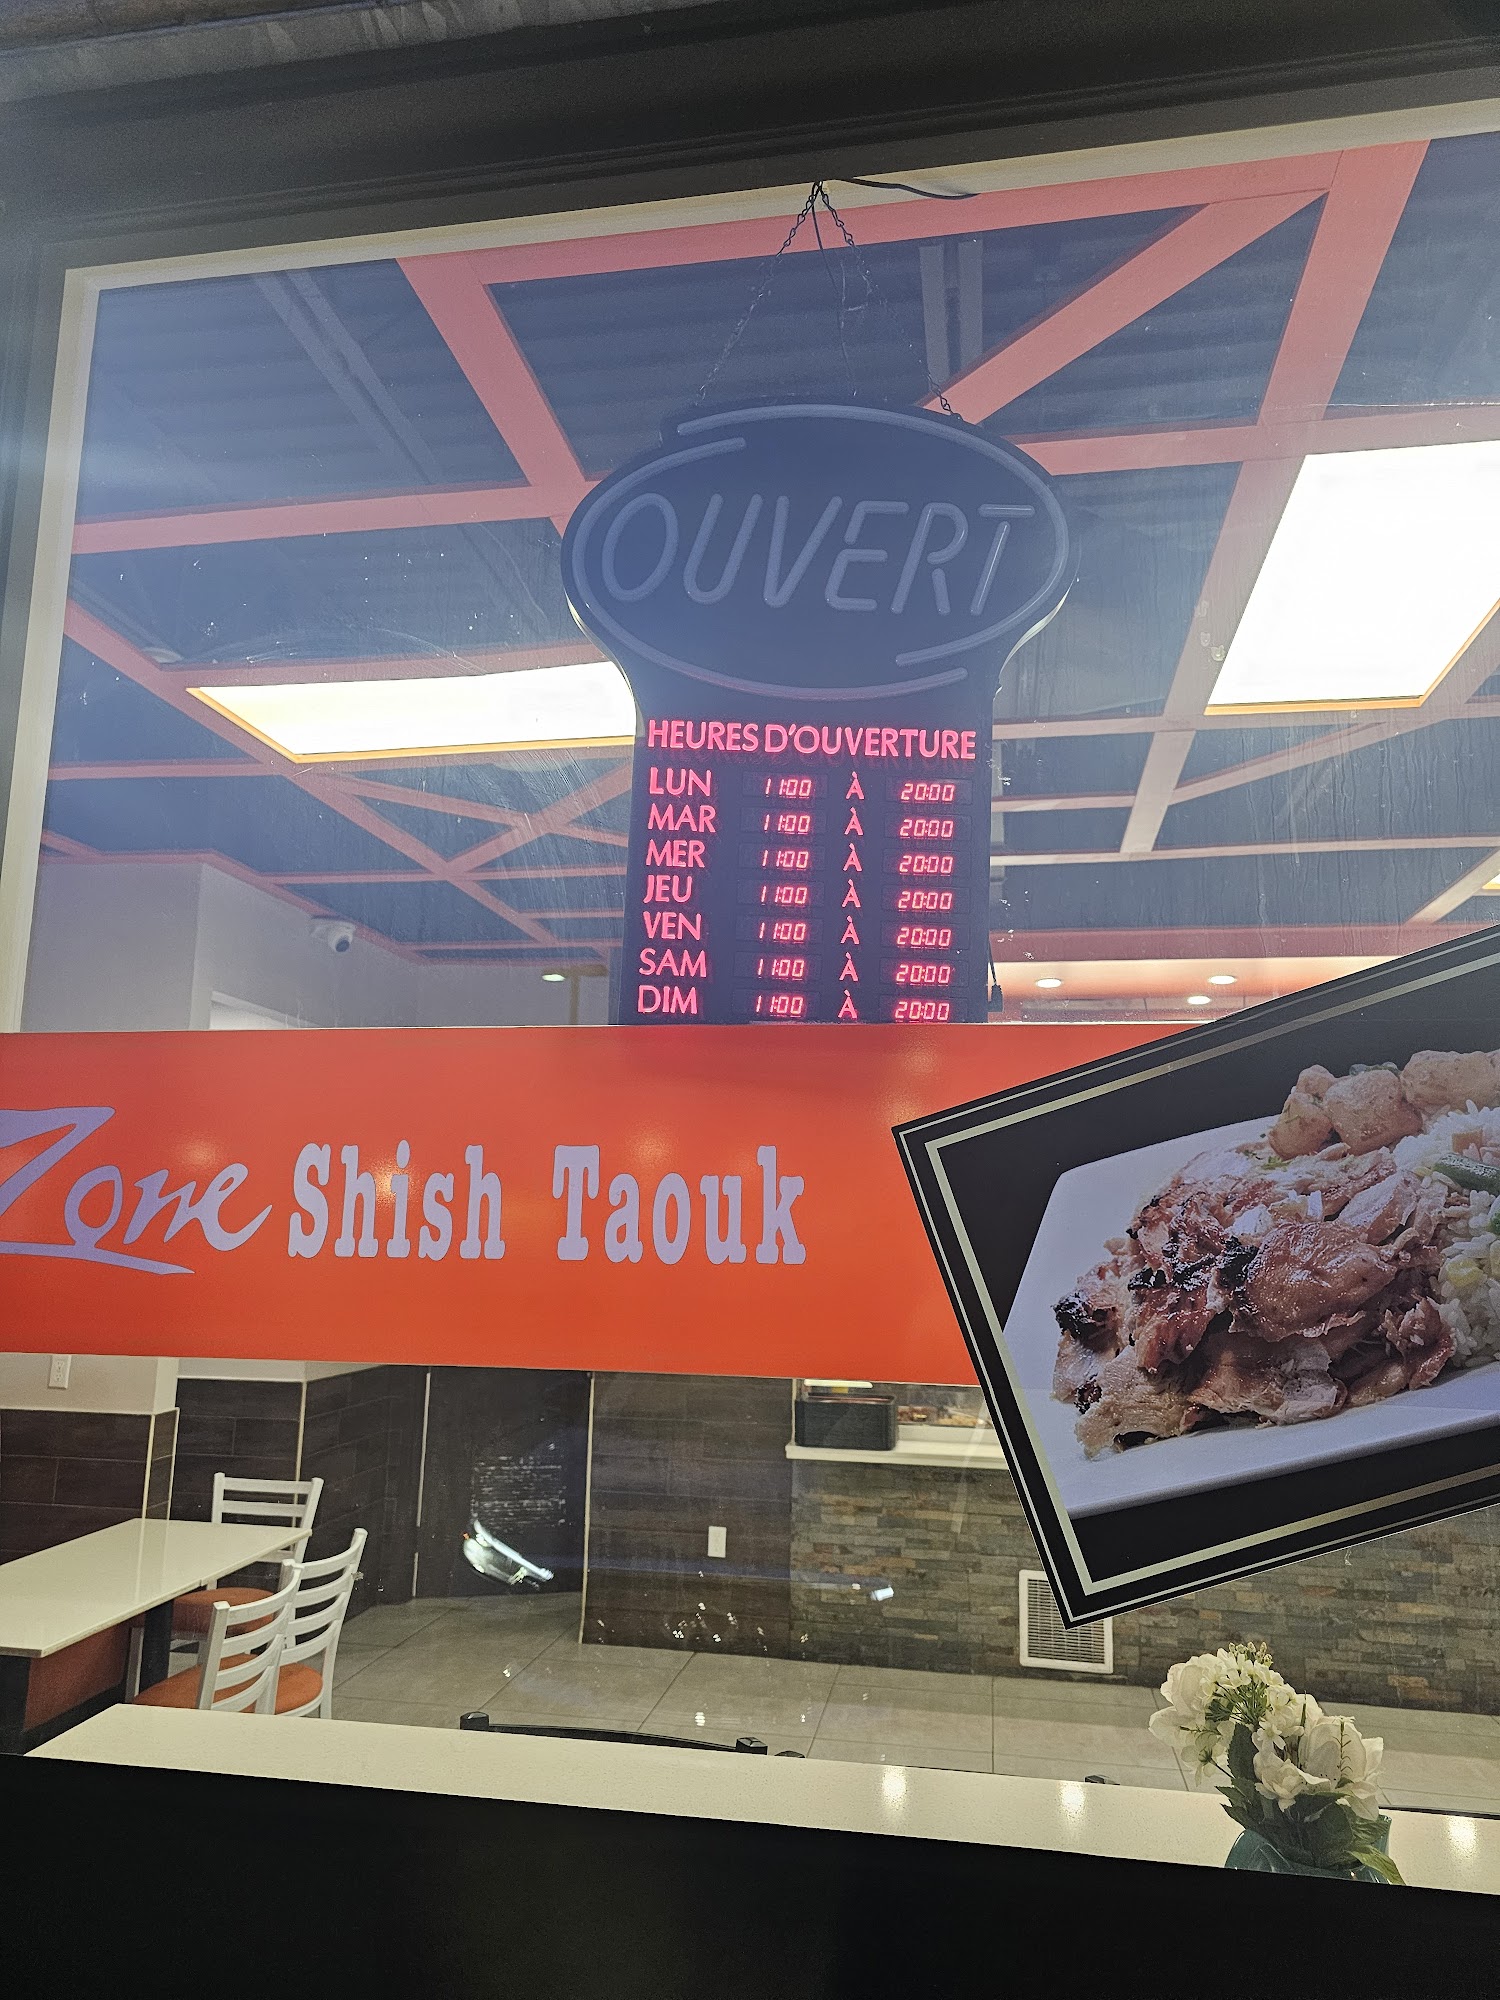 OUVERT
HEURES D'OUVERTURE
LUN 11:00 À 20:00
MAR 11:00 À 20:00
MER 11:00 À 20:00
JEU 11:00 À 20:00
VEN 11:00 À 20:00
SAM 11:00 À 20:00
DIM 11:00 À 20:00
Zone Shish Taouk